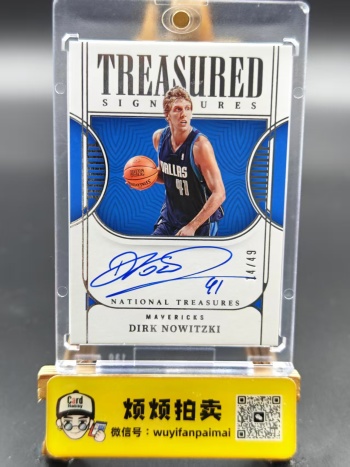 TREASURED
SIGNATURES
DALLAS
41
41
14/49
NATIONAL TREASURES
MAVERICKS
DIRK NOWITZKI
Card
烦烦拍卖
微信号：wuyifanpaimai